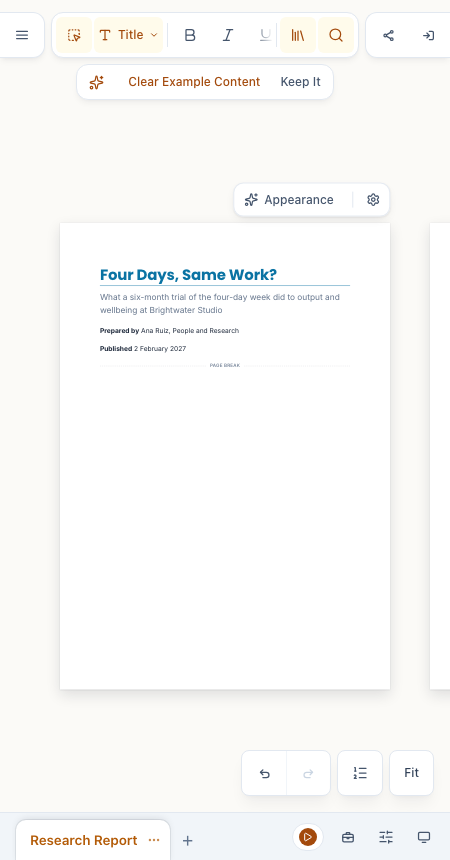 Title
B
I
U
Clear Example Content
Keep It
Appearance
Four Days, Same Work?
What a six-month trial of the four-day week did to output and
wellbeing at Brightwater Studio
Prepared by Ana Ruiz, People and Research
Published 2 February 2027
PAGE BREAK
Fit
Research Report